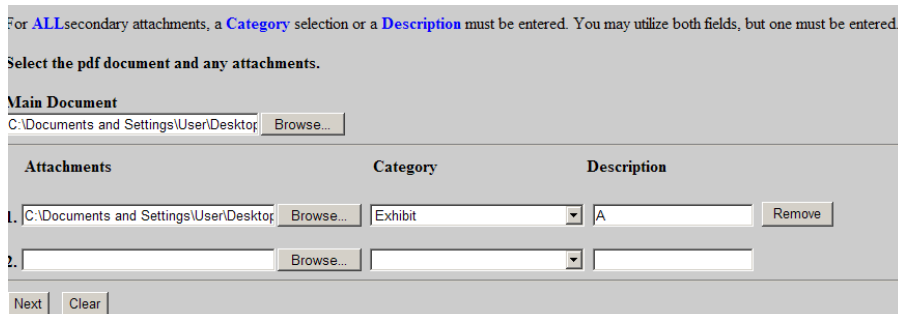 For ALLsecondary attachments, a Category selection or a Description must be entered. You may utilize both fields, but one must be entered.
Select the pdf document and any attachments.
Main Document
C:\Documents and Settings\User\Desktop Browse...
Attachments Category Description
1. C:\Documents and Settings\User\Desktop Browse... Exhibit A Remove
2. Browse...
Next Clear